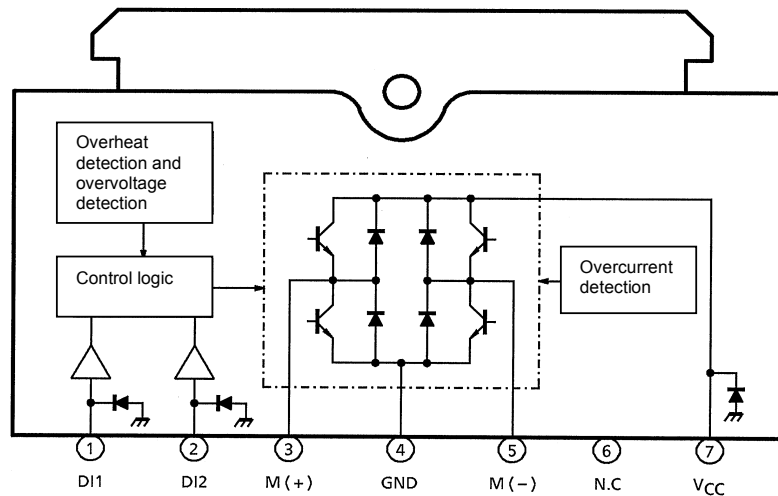 Overheat
detection and
overvoltage
detection
Control logic
Overcurrent
detection
1 2 3 4 5 6 7
DI1 DI2 M(+) GND M(−) N.C VCC